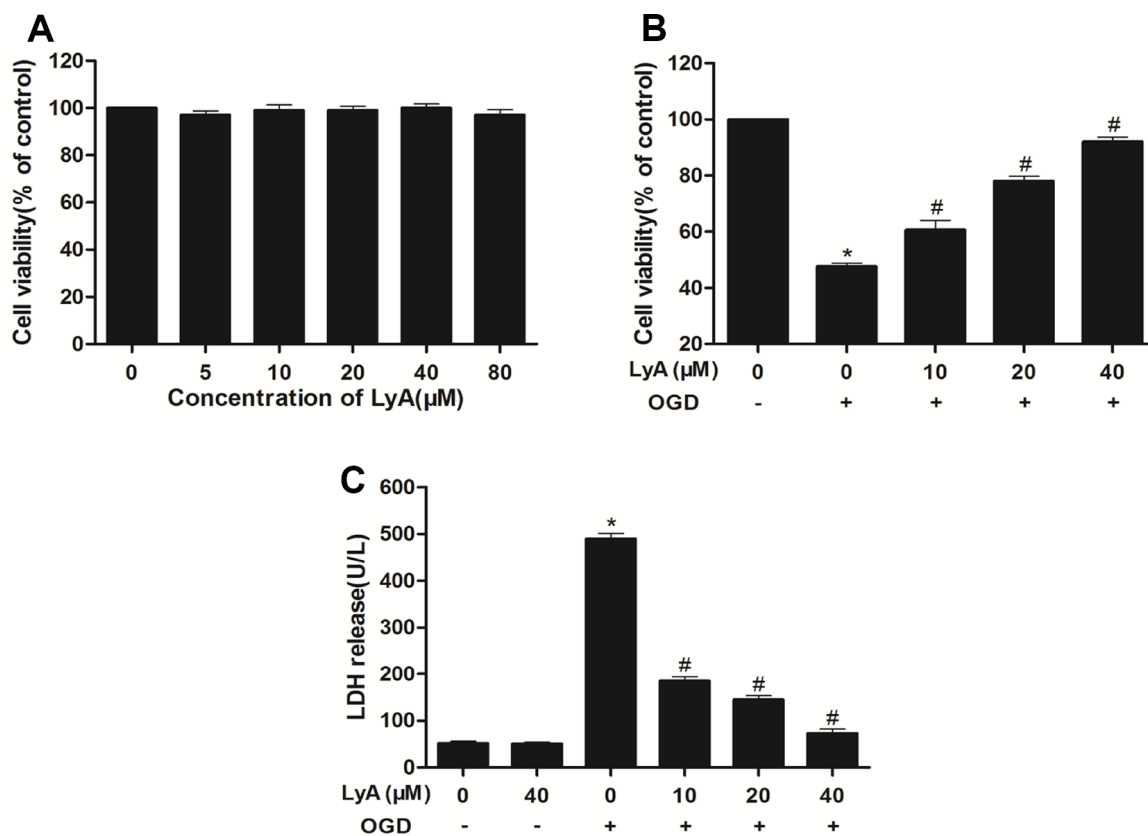 A
Cell viability(% of control)
120
100
80
60
40
20
0
0 5 10 20 40 80
Concentration of LyA(µM)
B
Cell viability(% of control)
120
100
80
60
40
20
* # # #
LyA (µM) 0 0 10 20 40
OGD - + + + +
C
LDH release(U/L)
600
500
400
300
200
100
0
* # # #
LyA (µM) 0 40 0 10 20 40
OGD - - + + + +